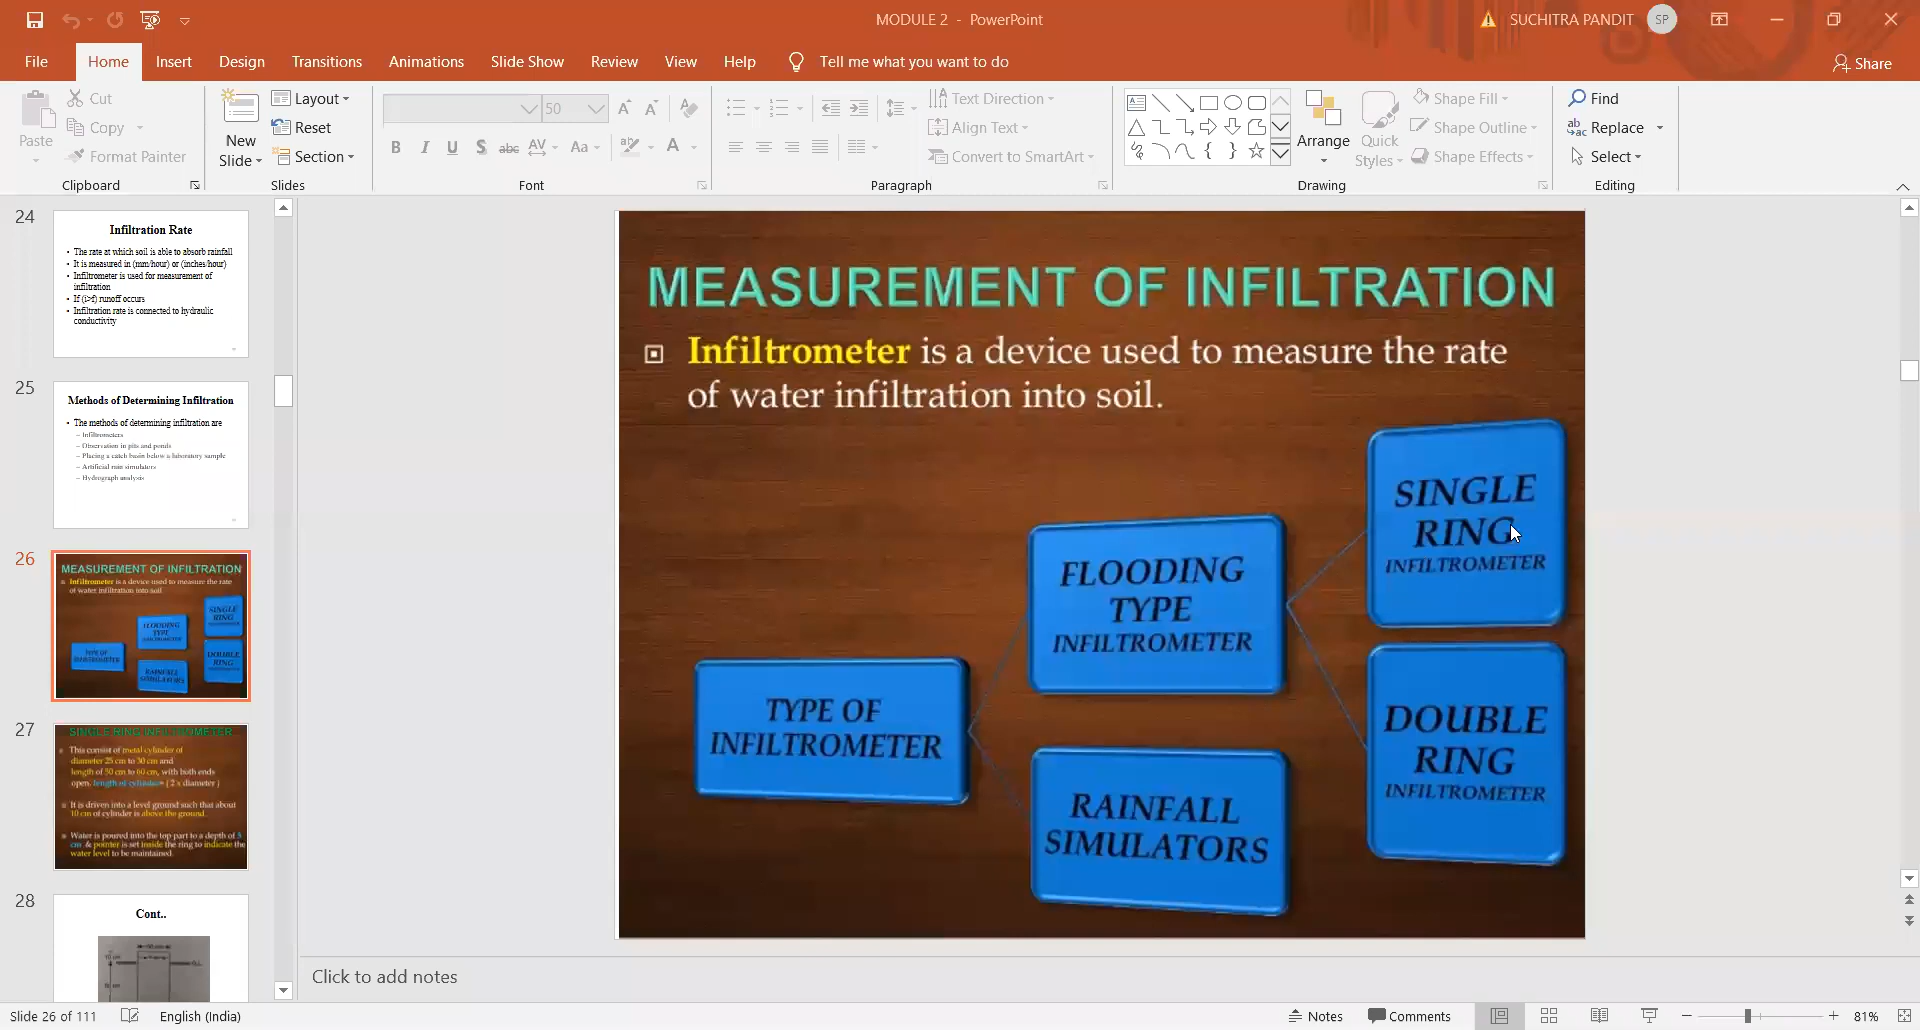 MODULE 2 - PowerPoint
SUCHITRA PANDIT
SP
File
Home
Insert
Design
Transitions
Animations
Slide Show
Review
View
Help
Tell me what you want to do
Share
Paste
Cut
Copy
Format Painter
Clipboard
New
Slide
Layout
Reset
Section
Slides
50
B I U S abc AV Aa A
Font
Text Direction
Align Text
Convert to SmartArt
Paragraph
Arrange
Quick
Styles
Shape Fill
Shape Outline
Shape Effects
Drawing
Find
Replace
Select
Editing
24
Infiltration Rate
• The rate at which soil is able to absorb rainfall
• It is measured in (mm/hour) or (inches/hour)
• Infiltrometer is used for measurement of
infiltration
• If (i>f) runoff occurs
• Infiltration rate is connected to hydraulic
conductivity
25
Methods of Determining Infiltration
• The methods of determining infiltration are
– Infiltrometers
– Observation in pits and ponds
– Placing a catch basin below a laboratory sample
– Artificial rain simulators
– Hydrograph analysis
26
MEASUREMENT OF INFILTRATION
Infiltrometer is a device used to measure the rate
of water infiltration into soil
TYPE OF
INFILTROMETER
FLOODING
TYPE
INFILTROMETER
RAINFALL
SIMULATORS
SINGLE
RING
INFILTROMETER
DOUBLE
RING
INFILTROMETER
27
SINGLE RING INFILTROMETER
This consist of metal cylinder of
diameter 25 cm to 30 cm and
length of 50 cm to 60 cm, with both ends
open. length of cylinder= ( 2 x diameter )
It is driven into a level ground such that about
10 cm of cylinder is above the ground.
Water is poured into the top part to a depth of 5
cm & pointer is set inside the ring to indicate the
water level to be maintained.
28
Cont..
MEASUREMENT OF INFILTRATION
Infiltrometer is a device used to measure the rate
of water infiltration into soil.
TYPE OF
INFILTROMETER
FLOODING
TYPE
INFILTROMETER
RAINFALL
SIMULATORS
SINGLE
RING
INFILTROMETER
DOUBLE
RING
INFILTROMETER
Click to add notes
Slide 26 of 111
English (India)
Notes
Comments
81%